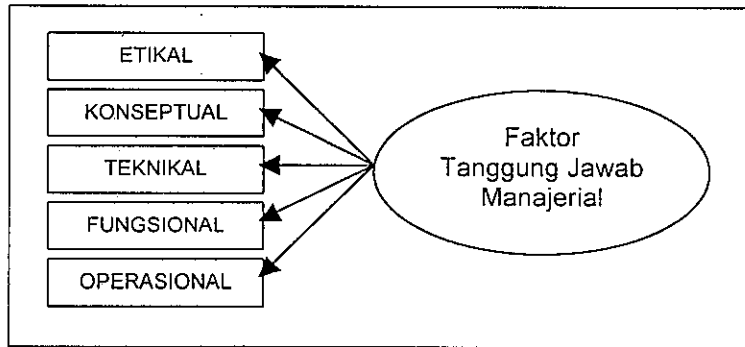 ETIKAL
KONSEPTUAL
TEKNIKAL
FUNGSIONAL
OPERASIONAL
Faktor
Tanggung Jawab
Manajerial